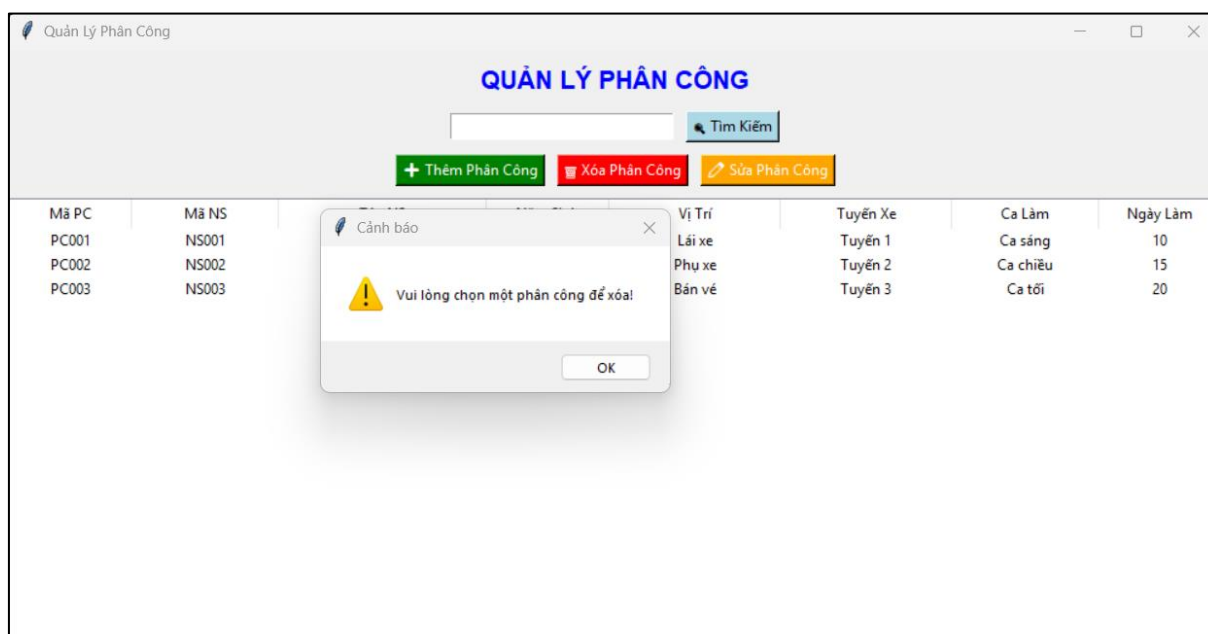 Quản Lý Phân Công
QUẢN LÝ PHÂN CÔNG
Tìm Kiếm
Thêm Phân Công Xóa Phân Công Sửa Phân Công
Mã PC Mã NS Vị Trí Tuyến Xe Ca Làm Ngày Làm
PC001 NS001 Lái xe Tuyến 1 Ca sáng 10
PC002 NS002 Phụ xe Tuyến 2 Ca chiều 15
PC003 NS003 Bán vé Tuyến 3 Ca tối 20
Cảnh báo
Vui lòng chọn một phân công để xóa!
OK